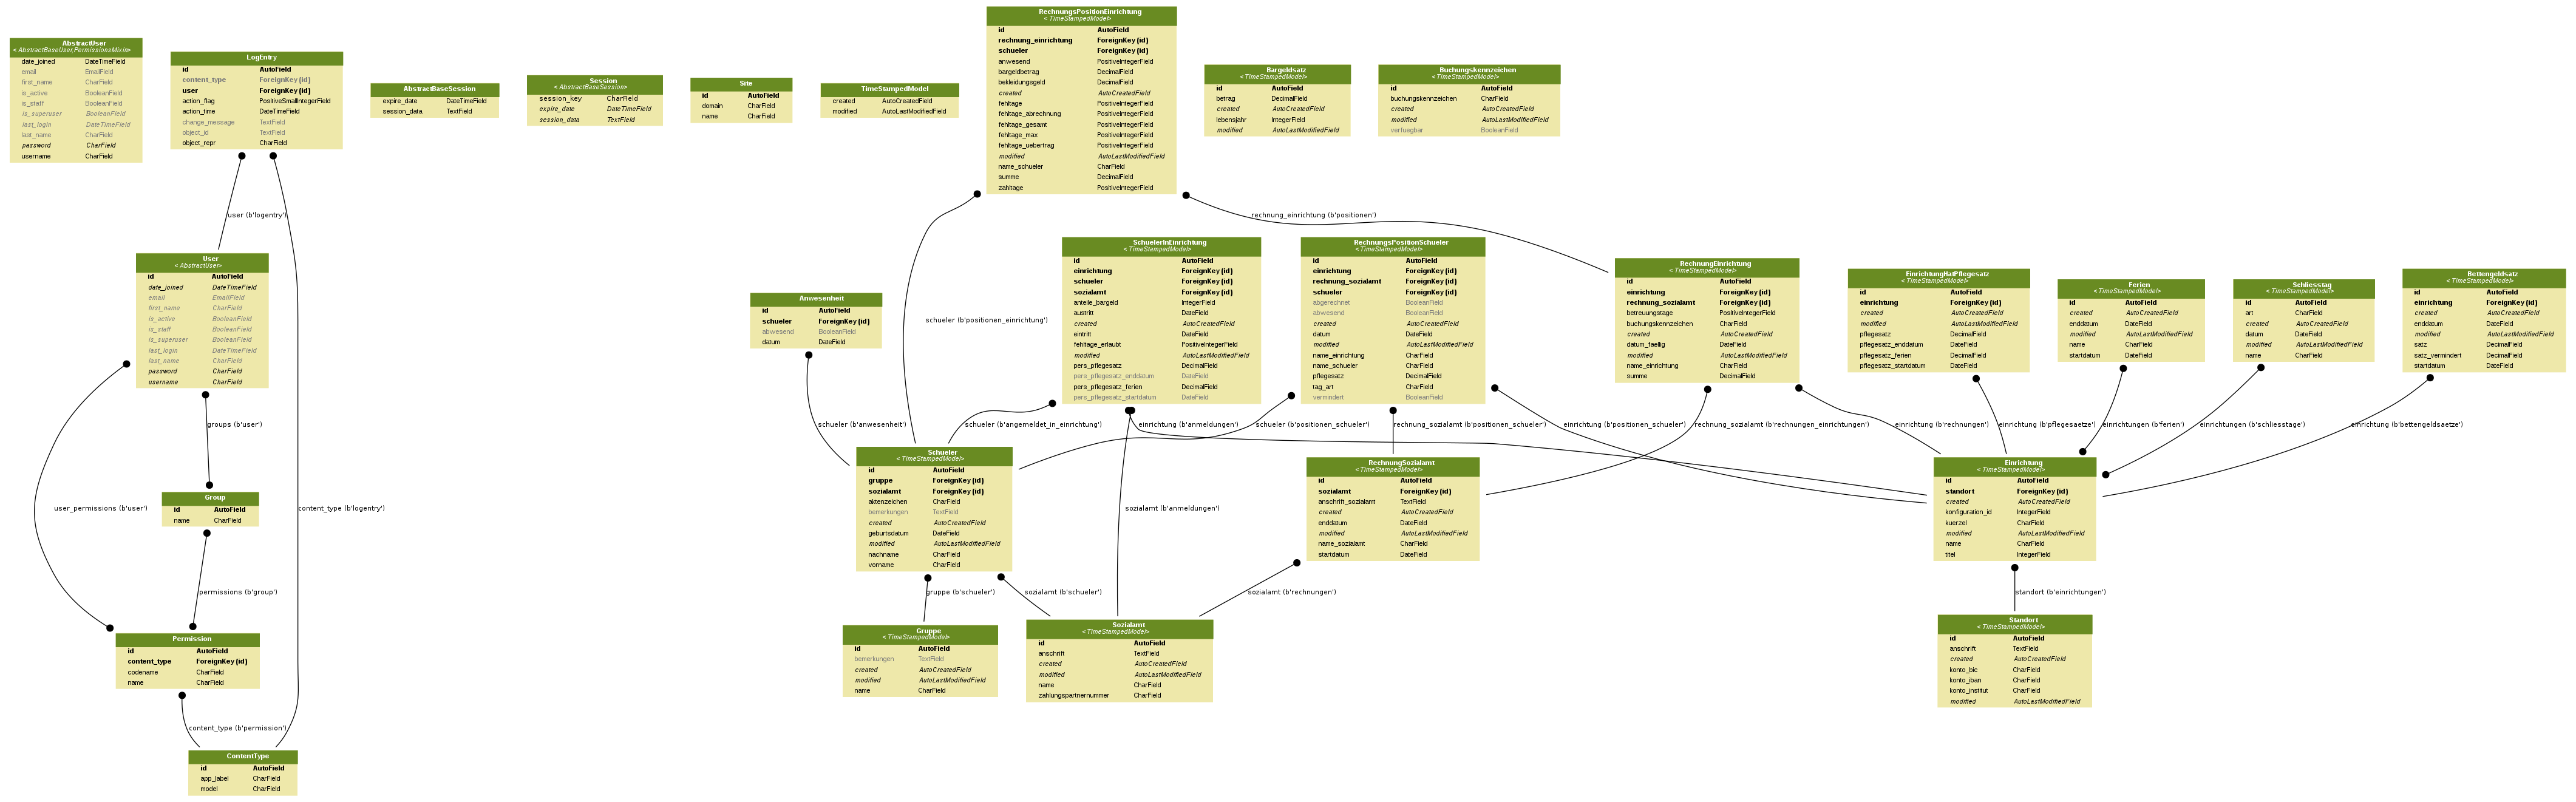 AbstractUser
< AbstractBaseUser,PermissionsMixin>
date_joined DateTimeField
email EmailField
first_name CharField
is_active BooleanField
is_staff BooleanField
is_superuser BooleanField
last_login DateTimeField
last_name CharField
password CharField
username CharField
LogEntry
id AutoField
content_type ForeignKey (id)
user ForeignKey (id)
action_flag PositiveSmallIntegerField
action_time DateTimeField
change_message TextField
object_id TextField
object_repr CharField
AbstractBaseSession
expire_date DateTimeField
session_data TextField
Session
< AbstractBaseSession>
session_key CharField
expire_date DateTimeField
session_data TextField
Site
id AutoField
domain CharField
name CharField
TimeStampedModel
created AutoCreatedField
modified AutoLastModifiedField
RechnungsPositionEinrichtung
< TimeStampedModel>
id AutoField
rechnung_einrichtung ForeignKey (id)
schueler ForeignKey (id)
anwesend PositiveIntegerField
bargeldbetrag DecimalField
bekleidungsgeld DecimalField
created AutoCreatedField
fehltage PositiveIntegerField
fehltage_abrechnung PositiveIntegerField
fehltage_gesamt PositiveIntegerField
fehltage_max PositiveIntegerField
fehltage_uebertrag PositiveIntegerField
modified AutoLastModifiedField
name_schueler CharField
summe DecimalField
zahltage PositiveIntegerField
Bargeldsatz
< TimeStampedModel>
id AutoField
betrag DecimalField
created AutoCreatedField
lebensjahr IntegerField
modified AutoLastModifiedField
Buchungskennzeichen
< TimeStampedModel>
id AutoField
buchungskennzeichen CharField
created AutoCreatedField
modified AutoLastModifiedField
verfuegbar BooleanField
user (b'logentry')
rechnung_einrichtung (b'positionen')
User
< AbstractUser>
id AutoField
date_joined DateTimeField
email EmailField
first_name CharField
is_active BooleanField
is_staff BooleanField
is_superuser BooleanField
last_login DateTimeField
last_name CharField
password CharField
username CharField
Anwesenheit
id AutoField
schueler ForeignKey (id)
abwesend BooleanField
datum DateField
schueler (b'positionen_einrichtung')
SchuelerInEinrichtung
< TimeStampedModel>
id AutoField
einrichtung ForeignKey (id)
schueler ForeignKey (id)
sozialamt ForeignKey (id)
anteile_bargeld IntegerField
austritt DateField
created AutoCreatedField
eintritt DateField
fehltage_erlaubt PositiveIntegerField
modified AutoLastModifiedField
pers_pflegesatz DecimalField
pers_pflegesatz_enddatum DateField
pers_pflegesatz_ferien DecimalField
pers_pflegesatz_startdatum DateField
RechnungsPositionSchueler
< TimeStampedModel>
id AutoField
einrichtung ForeignKey (id)
rechnung_sozialamt ForeignKey (id)
schueler ForeignKey (id)
abgerechnet BooleanField
abwesend BooleanField
created AutoCreatedField
datum DateField
modified AutoLastModifiedField
name_einrichtung CharField
name_schueler CharField
pflegesatz DecimalField
tag_art CharField
vermindert BooleanField
RechnungEinrichtung
< TimeStampedModel>
id AutoField
einrichtung ForeignKey (id)
rechnung_sozialamt ForeignKey (id)
betreuungstage PositiveIntegerField
buchungskennzeichen CharField
created AutoCreatedField
datum_faellig DateField
modified AutoLastModifiedField
name_einrichtung CharField
summe DecimalField
EinrichtungHatPflegesatz
< TimeStampedModel>
id AutoField
einrichtung ForeignKey (id)
created AutoCreatedField
modified AutoLastModifiedField
pflegesatz DecimalField
pflegesatz_enddatum DateField
pflegesatz_ferien DecimalField
pflegesatz_startdatum DateField
Ferien
< TimeStampedModel>
id AutoField
created AutoCreatedField
enddatum DateField
modified AutoLastModifiedField
name CharField
startdatum DateField
Schliesstag
< TimeStampedModel>
id AutoField
art CharField
created AutoCreatedField
datum DateField
modified AutoLastModifiedField
name CharField
Bettengeldsatz
< TimeStampedModel>
id AutoField
einrichtung ForeignKey (id)
created AutoCreatedField
enddatum DateField
modified AutoLastModifiedField
satz DecimalField
satz_vermindert DecimalField
startdatum DateField
groups (b'user')
schueler (b'anwesenheit')
schueler (b'angemeldet_in_einrichtung')
einrichtung (b'anmeldungen')
schueler (b'positionen_schueler')
rechnung_sozialamt (b'positionen_schueler')
einrichtung (b'positionen_schueler')
rechnung_sozialamt (b'rechnungen_einrichtungen')
einrichtung (b'rechnungen')
einrichtung (b'pflegesaetze')
einrichtungen (b'ferien')
einrichtungen (b'schliesstage')
einrichtung (b'bettengeldsaetze')
Group
id AutoField
name CharField
user_permissions (b'user')
content_type (b'logentry')
Schueler
< TimeStampedModel>
id AutoField
gruppe ForeignKey (id)
sozialamt ForeignKey (id)
aktenzeichen CharField
bemerkungen TextField
created AutoCreatedField
geburtsdatum DateField
modified AutoLastModifiedField
nachname CharField
vorname CharField
sozialamt (b'anmeldungen')
RechnungSozialamt
< TimeStampedModel>
id AutoField
sozialamt ForeignKey (id)
anschrift_sozialamt TextField
created AutoCreatedField
enddatum DateField
modified AutoLastModifiedField
name_sozialamt CharField
startdatum DateField
Einrichtung
< TimeStampedModel>
id AutoField
standort ForeignKey (id)
created AutoCreatedField
konfiguration_id IntegerField
kuerzel CharField
modified AutoLastModifiedField
name CharField
titel IntegerField
permissions (b'group')
gruppe (b'schueler')
sozialamt (b'schueler')
sozialamt (b'rechnungen')
standort (b'einrichtungen')
Permission
id AutoField
content_type ForeignKey (id)
codename CharField
name CharField
Gruppe
< TimeStampedModel>
id AutoField
bemerkungen TextField
created AutoCreatedField
modified AutoLastModifiedField
name CharField
Sozialamt
< TimeStampedModel>
id AutoField
anschrift TextField
created AutoCreatedField
modified AutoLastModifiedField
name CharField
zahlungspartnernummer CharField
Standort
< TimeStampedModel>
id AutoField
anschrift TextField
created AutoCreatedField
konto_bic CharField
konto_iban CharField
konto_institut CharField
modified AutoLastModifiedField
content_type (b'permission')
ContentType
id AutoField
app_label CharField
model CharField